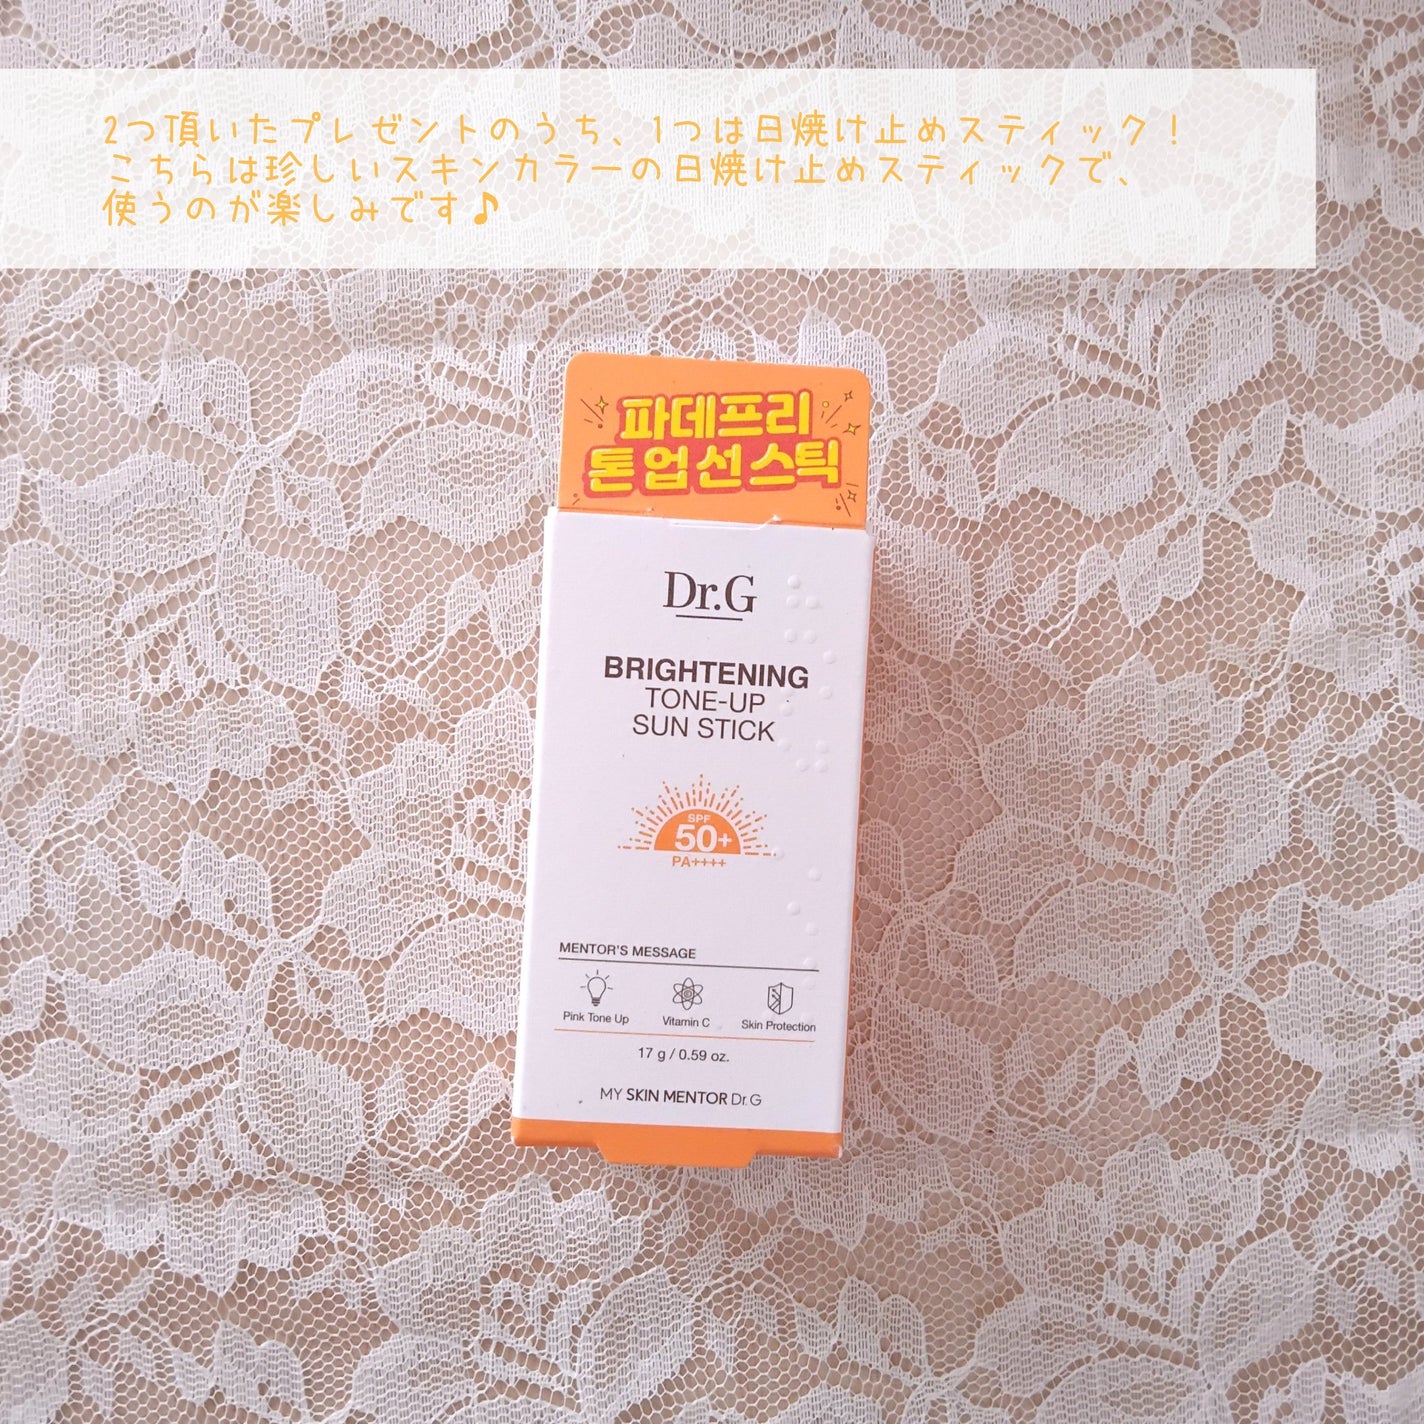 2つ頂いたプレゼントのうち、1つは日焼け止めスティック！
こちらは珍しいスキンカラーの日焼け止めスティックで、
使うのが楽しみです♪
파데프리
톤업선스틱
Dr.G
BRIGHTENING
TONE-UP
SUN STICK
SPF
50+
PA++++
MENTOR'S MESSAGE
Pink Tone Up Vitamin C Skin Protection
17 g / 0.59 oz.
MY SKIN MENTOR Dr.G